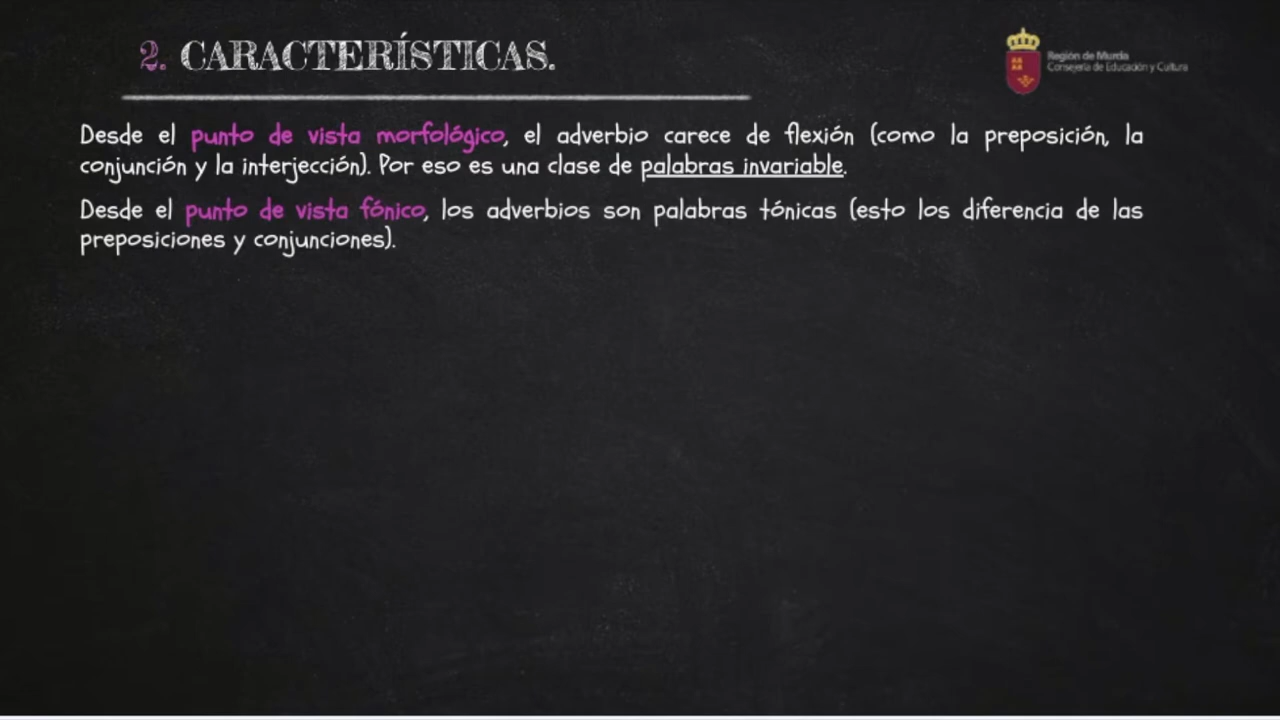 2. CARACTERÍSTICAS.
Región de Murcia
Consejería de Educación y Cultura
Desde el punto de vista morfológico, el adverbio carece de flexión (como la preposición, la
conjunción y la interjección). Por eso es una clase de palabras invariable.
Desde el punto de vista fónico, los adverbios son palabras tónicas (esto los diferencia de las
preposiciones y conjunciones).